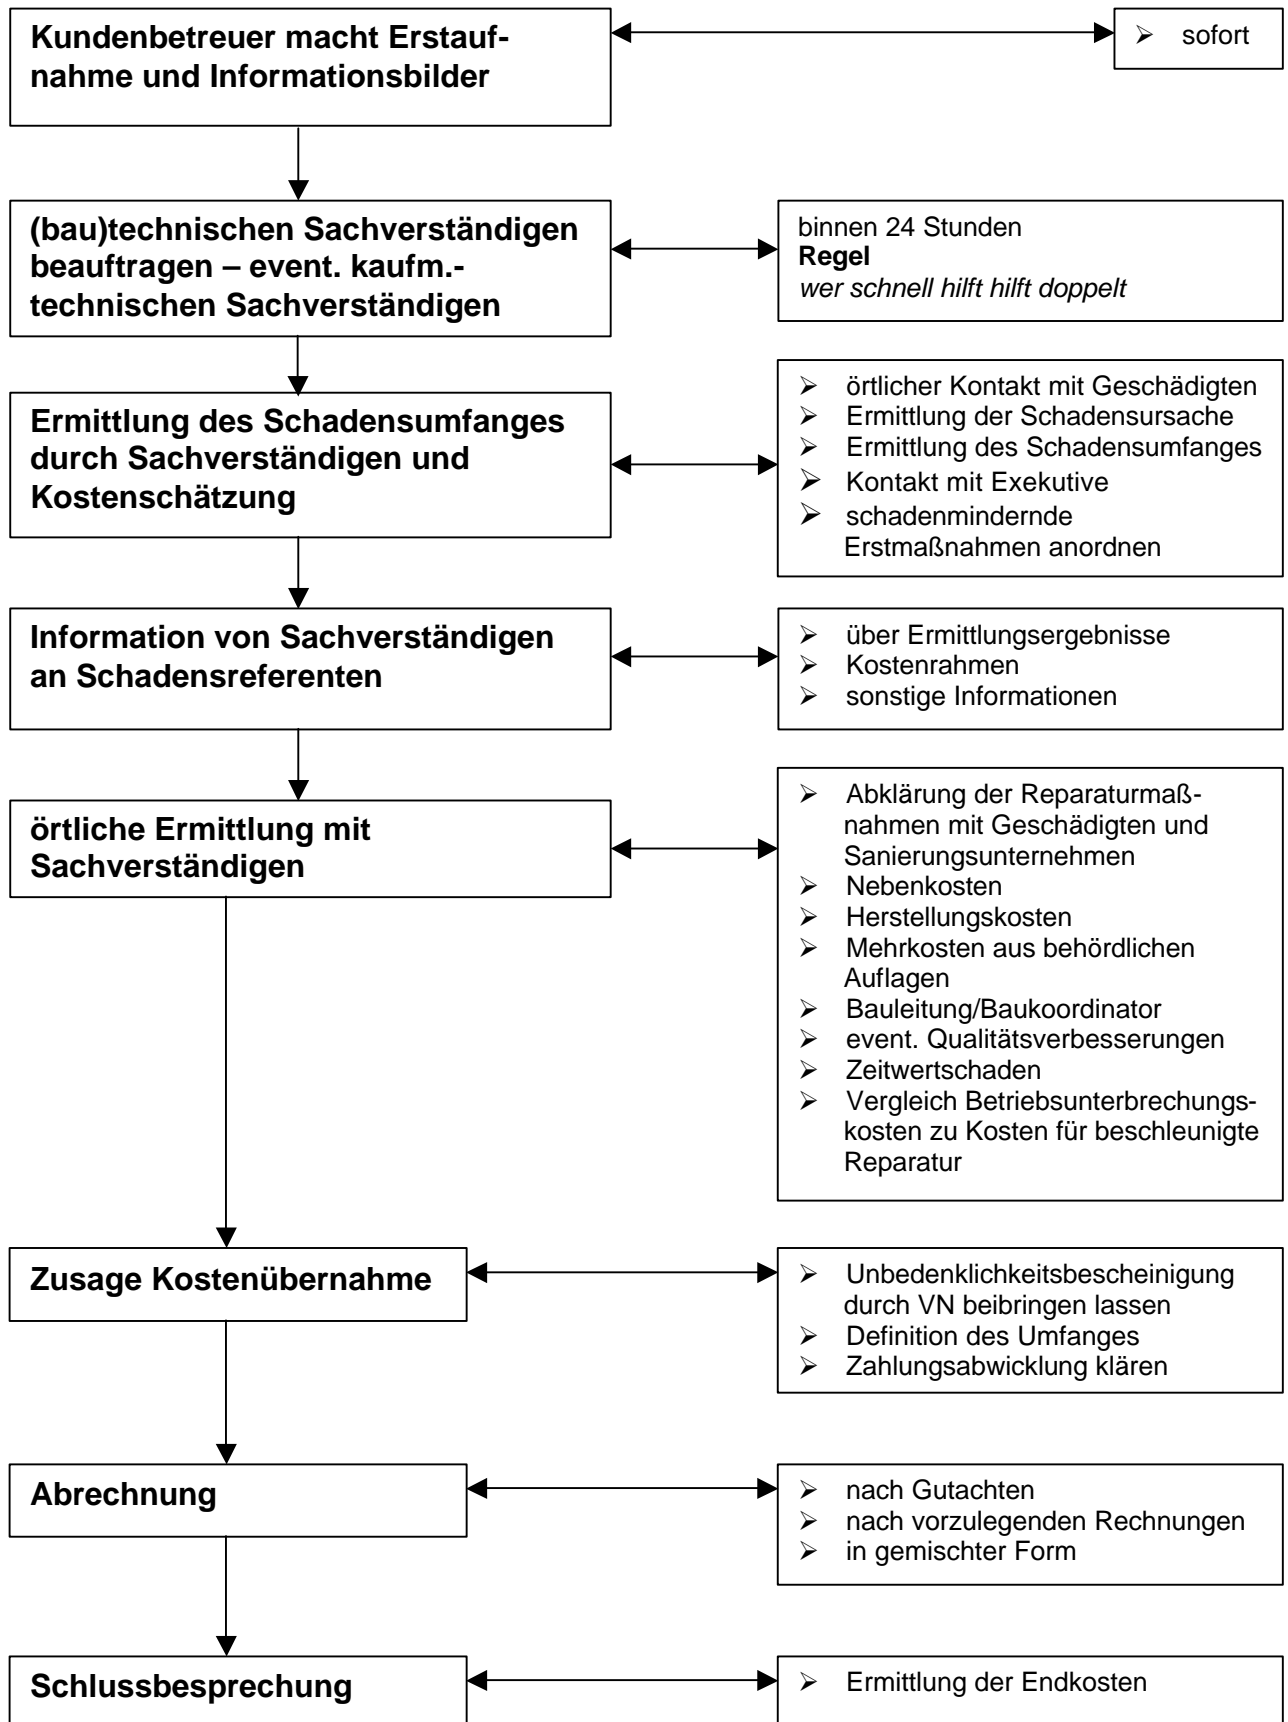 Kundenbetreuer macht Erstauf-
nahme und Informationsbilder
➢ sofort
(bau)technischen Sachverständigen
beauftragen – event. kaufm.-
technischen Sachverständigen
binnen 24 Stunden
Regel
wer schnell hilft hilft doppelt
Ermittlung des Schadensumfanges
durch Sachverständigen und
Kostenschätzung
➢ örtlicher Kontakt mit Geschädigten
➢ Ermittlung der Schadensursache
➢ Ermittlung des Schadensumfanges
➢ Kontakt mit Exekutive
➢ schadenmindernde
Erstmaßnahmen anordnen
Information von Sachverständigen
an Schadensreferenten
➢ über Ermittlungsergebnisse
➢ Kostenrahmen
➢ sonstige Informationen
örtliche Ermittlung mit
Sachverständigen
➢ Abklärung der Reparaturmaß-
nahmen mit Geschädigten und
Sanierungsunternehmen
➢ Nebenkosten
➢ Herstellungskosten
➢ Mehrkosten aus behördlichen
Auflagen
➢ Bauleitung/Baukoordinator
➢ event. Qualitätsverbesserungen
➢ Zeitwertschaden
➢ Vergleich Betriebsunterbrechungs-
kosten zu Kosten für beschleunigte
Reparatur
Zusage Kostenübernahme
➢ Unbedenklichkeitsbescheinigung
durch VN beibringen lassen
➢ Definition des Umfanges
➢ Zahlungsabwicklung klären
Abrechnung
➢ nach Gutachten
➢ nach vorzulegenden Rechnungen
➢ in gemischter Form
Schlussbesprechung
➢ Ermittlung der Endkosten